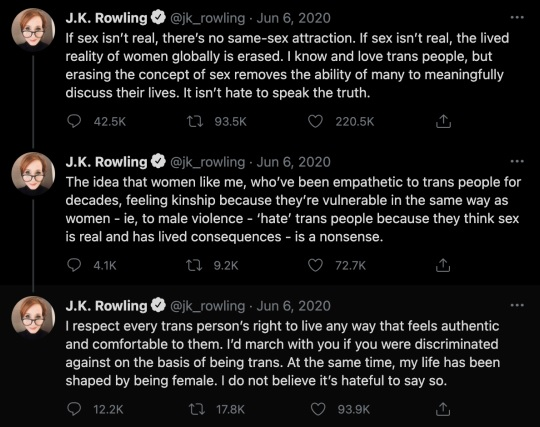 J.K. Rowling @jk_rowling · Jun 6, 2020
If sex isn’t real, there’s no same-sex attraction. If sex isn’t real, the lived
reality of women globally is erased. I know and love trans people, but
erasing the concept of sex removes the ability of many to meaningfully
discuss their lives. It isn’t hate to speak the truth.
42.5K 93.5K 220.5K
J.K. Rowling @jk_rowling · Jun 6, 2020
The idea that women like me, who’ve been empathetic to trans people for
decades, feeling kinship because they’re vulnerable in the same way as
women - ie, to male violence - ‘hate’ trans people because they think sex
is real and has lived consequences - is a nonsense.
4.1K 9.2K 72.7K
J.K. Rowling @jk_rowling · Jun 6, 2020
I respect every trans person’s right to live any way that feels authentic
and comfortable to them. I’d march with you if you were discriminated
against on the basis of being trans. At the same time, my life has been
shaped by being female. I do not believe it’s hateful to say so.
12.2K 17.8K 93.9K